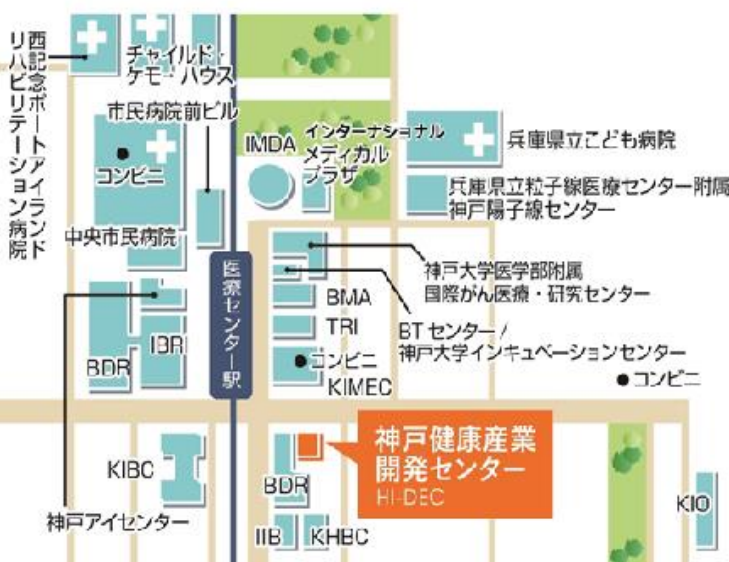 西記念ポートアイランド
リハビリテーション病院
チャイルド・
ケモ・ハウス
市民病院前ビル
コンビニ
中央市民病院
IMDA
インターナショナル
メディカル
プラザ
兵庫県立こども病院
兵庫県立粒子線医療センター附属
神戸陽子線センター
医療センター駅
神戸大学医学部附属
国際がん医療・研究センター
BMA
TRI
BTセンター/
神戸大学インキュベーションセンター
コンビニ
KIMEC
コンビニ
BDR
IBR
神戸健康産業
開発センター
HI-DEC
KIBC
神戸アイセンター
BDR
IIB
KHBC
KIO